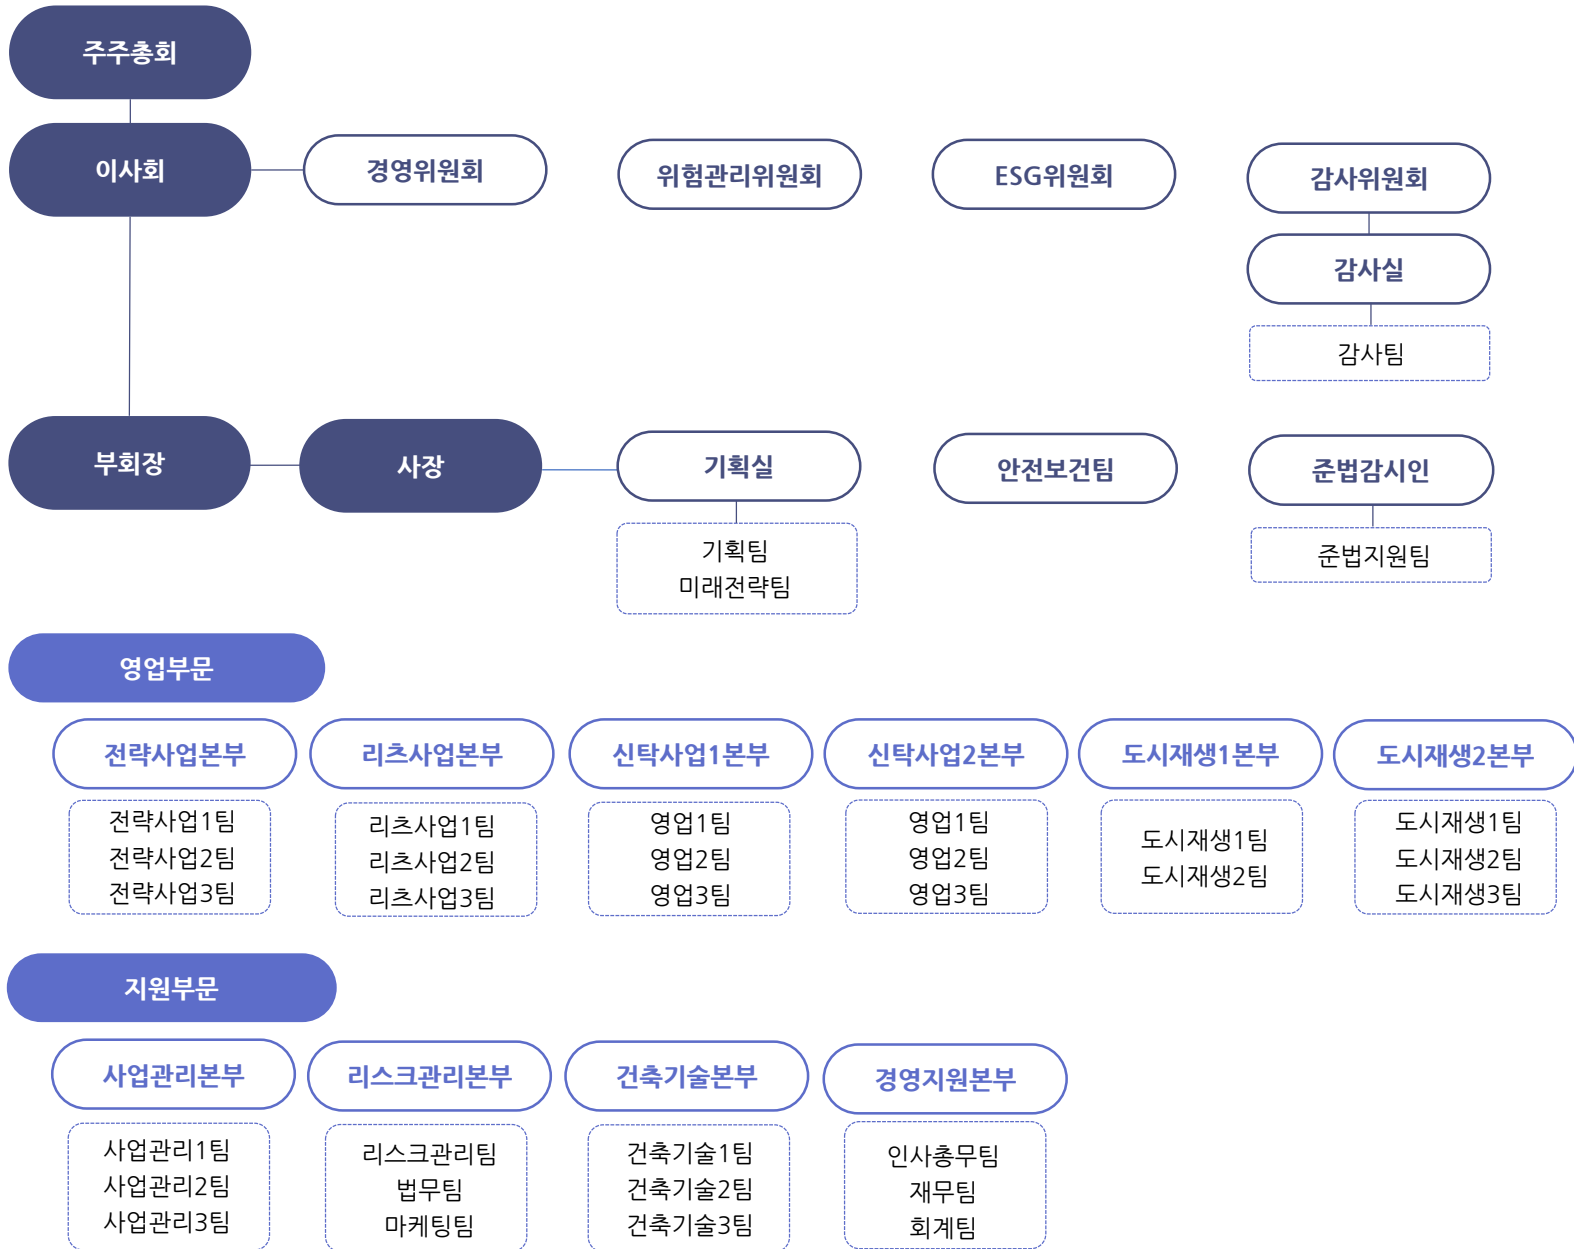 주주총회
이사회
경영위원회
위험관리위원회
ESG위원회
감사위원회
감사실
감사팀
부회장
사장
기획실
안전보건팀
준법감시인
기획팀
미래전략팀
준법지원팀
영업부문
전략사업본부
전략사업1팀
전략사업2팀
전략사업3팀
리츠사업본부
리츠사업1팀
리츠사업2팀
리츠사업3팀
신탁사업1본부
영업1팀
영업2팀
영업3팀
신탁사업2본부
영업1팀
영업2팀
영업3팀
도시재생1본부
도시재생1팀
도시재생2팀
도시재생2본부
도시재생1팀
도시재생2팀
도시재생3팀
지원부문
사업관리본부
사업관리1팀
사업관리2팀
사업관리3팀
리스크관리본부
리스크관리팀
법무팀
마케팅팀
건축기술본부
건축기술1팀
건축기술2팀
건축기술3팀
경영지원본부
인사총무팀
재무팀
회계팀